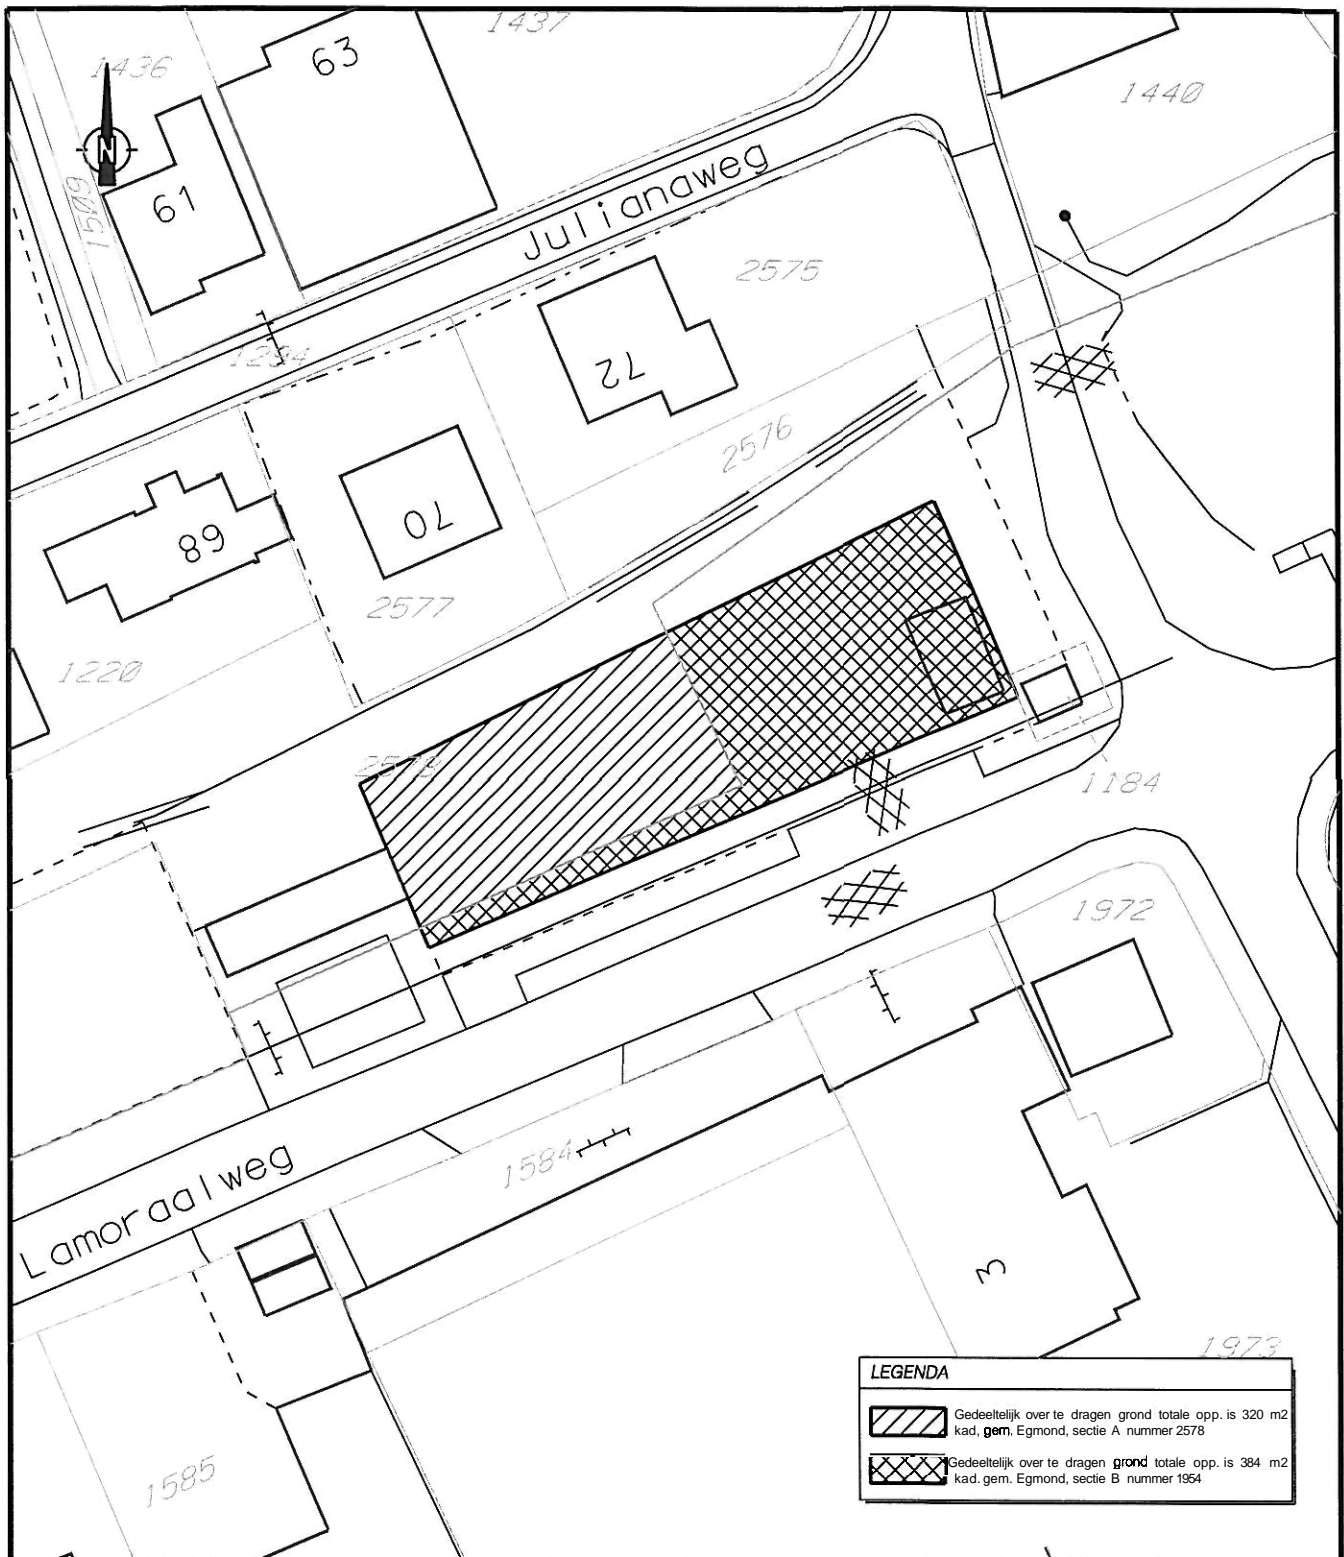 1437
63
1436
1440
N
1509
61
Julianaweg
2575
1294
72
2576
70
68
2577
1220
2578
1184
1972
1584
Lamoraalweg
3
1973
1585
LEGENDA
Gedeeltelijk over te dragen grond totale opp. is 320 m2
kad, gem. Egmond, sectie A nummer 2578
Gedeeltelijk over te dragen grond totale opp. is 384 m2
kad. gem. Egmond, sectie B nummer 1954